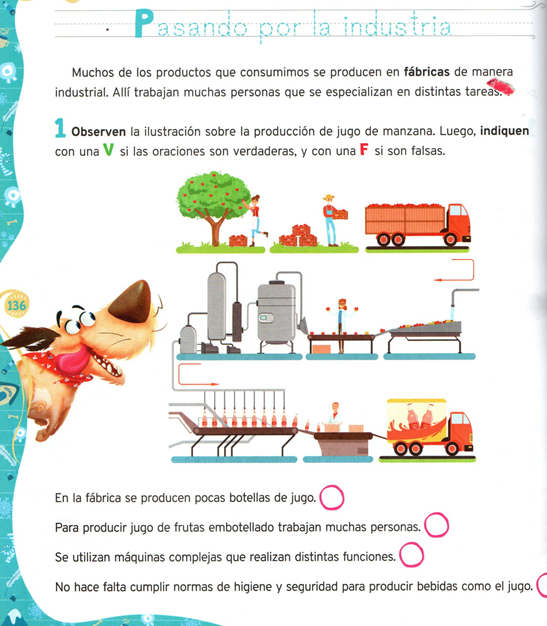 Pasando por la industria
Muchos de los productos que consumimos se producen en fábricas de manera
industrial. Allí trabajan muchas personas que se especializan en distintas tareas.
1 Observen la ilustración sobre la producción de jugo de manzana. Luego, indiquen
con una V si las oraciones son verdaderas, y con una F si son falsas.
136
En la fábrica se producen pocas botellas de jugo.
Para producir jugo de frutas embotellado trabajan muchas personas.
Se utilizan máquinas complejas que realizan distintas funciones.
No hace falta cumplir normas de higiene y seguridad para producir bebidas como el jugo.